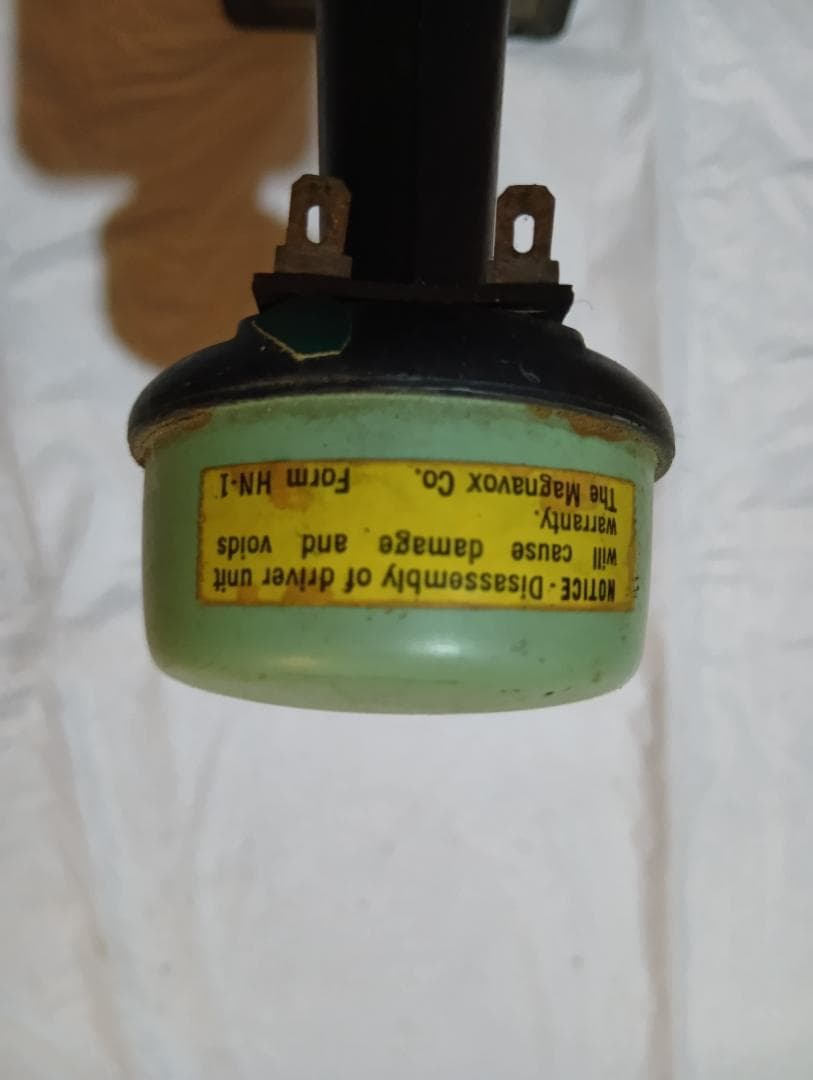 NOTICE - Disassembly of driver unit
will cause damage and voids
warranty.
The Magnavox Co. Form HN-1